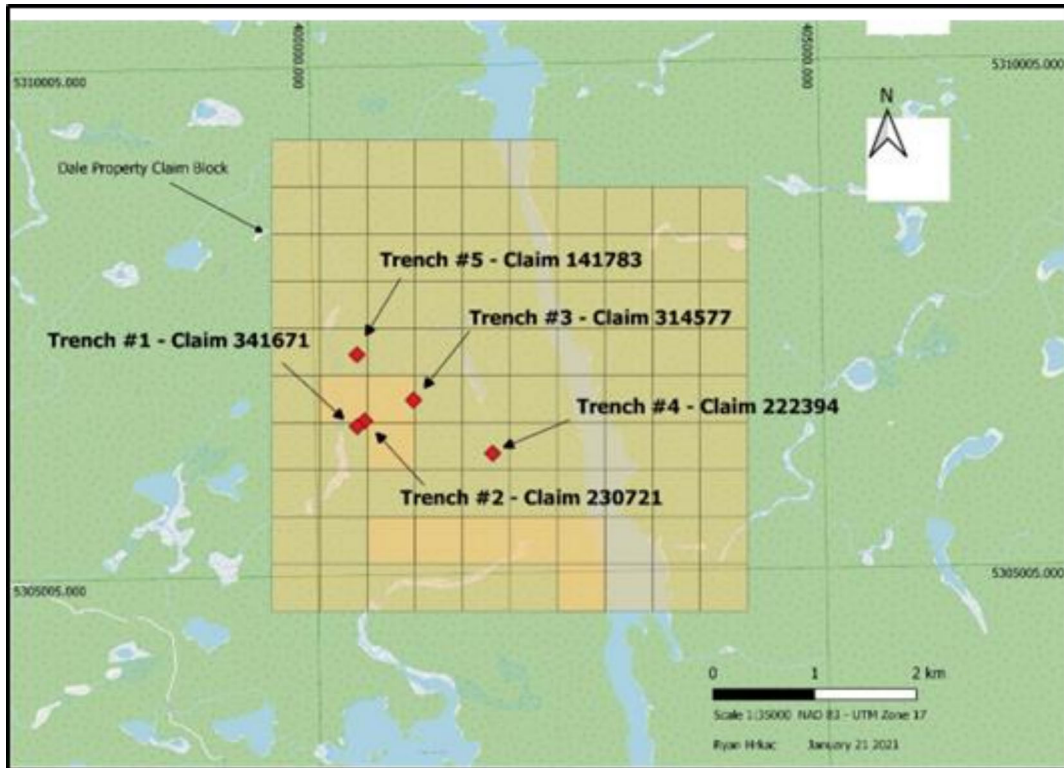 400000.000
405000.000
5310005.000
5310005.000
N
Dale Property Claim Block
Trench #5 - Claim 141783
Trench #3 - Claim 314577
Trench #1 - Claim 341671
Trench #4 - Claim 222394
Trench #2 - Claim 230721
5305005.000
5305005.000
0 1 2 km
Scale 1:35000 NAD 83 - UTM Zone 17
Ryan Hrkac January 21 2021